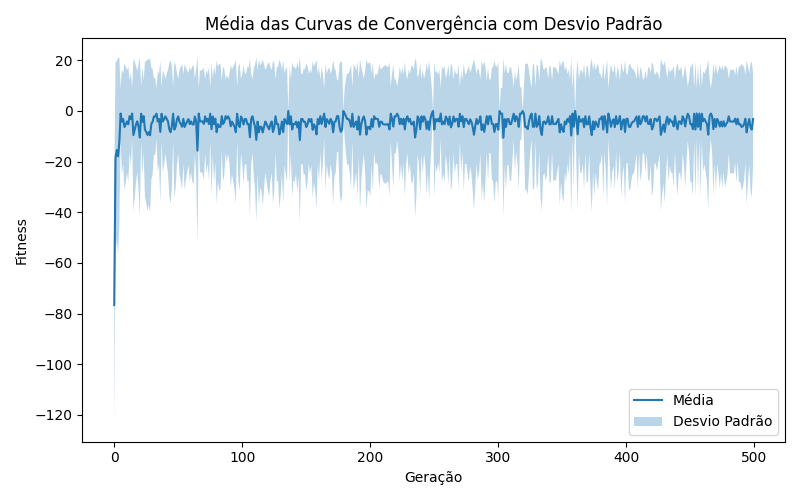 Média das Curvas de Convergência com Desvio Padrão
20
0
−20
−40
−60
−80
−100
−120
Fitness
0 100 200 300 400 500
Geração
Média
Desvio Padrão